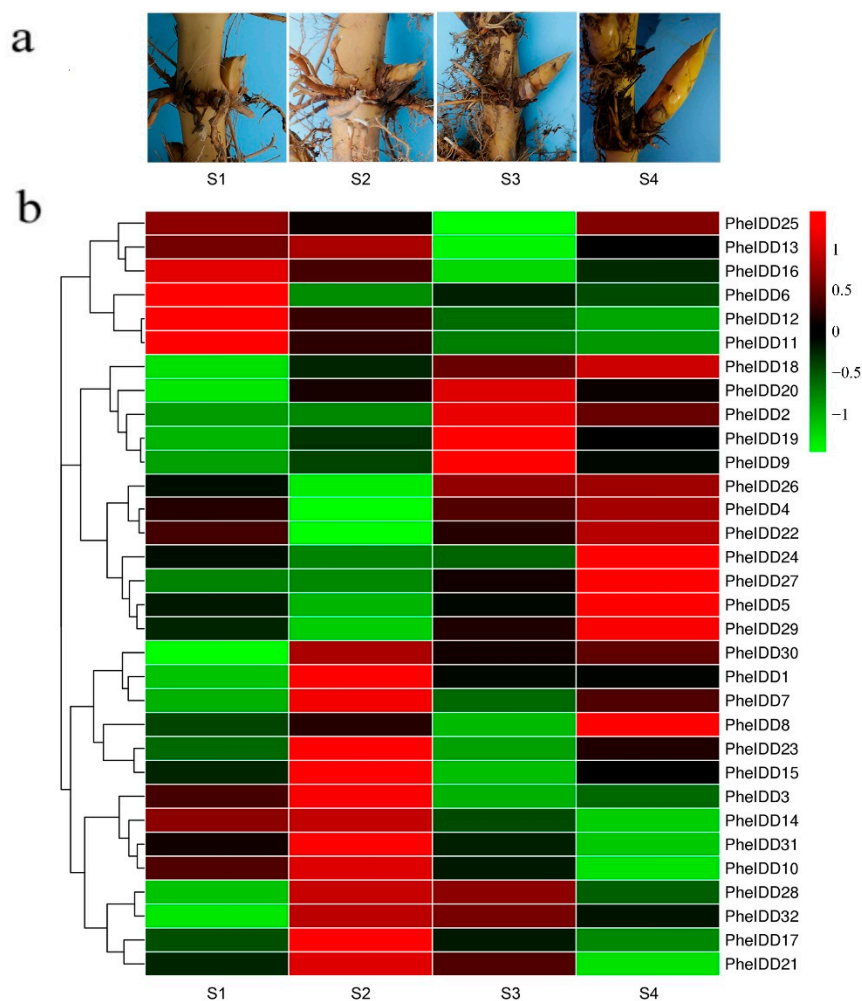 a
S1 S2 S3 S4
b
PheIDD25
PheIDD13
PheIDD16
PheIDD6
PheIDD12
PheIDD11
PheIDD18
PheIDD20
PheIDD2
PheIDD19
PheIDD9
PheIDD26
PheIDD4
PheIDD22
PheIDD24
PheIDD27
PheIDD5
PheIDD29
PheIDD30
PheIDD1
PheIDD7
PheIDD8
PheIDD23
PheIDD15
PheIDD3
PheIDD14
PheIDD31
PheIDD10
PheIDD28
PheIDD32
PheIDD17
PheIDD21
1
0.5
0
−0.5
−1
S1 S2 S3 S4